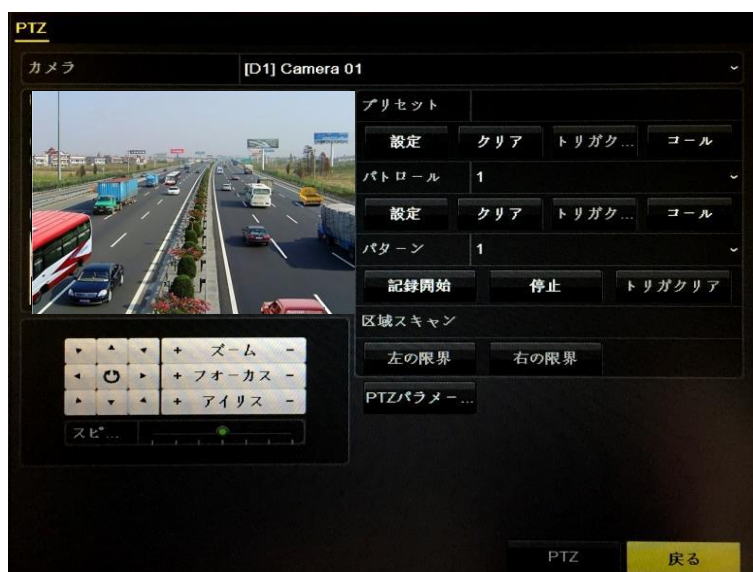 PTZ
カメラ [D1] Camera 01
プリセット
設定 クリア トリガク... コール
パトロール 1
設定 クリア トリガク... コール
パターン 1
記録開始 停止 トリガクリア
区域スキャン
左の限界 右の限界
PTZパラメー...
+ ズーム -
+ フォーカス -
+ アイリス -
スピ...
PTZ 戻る